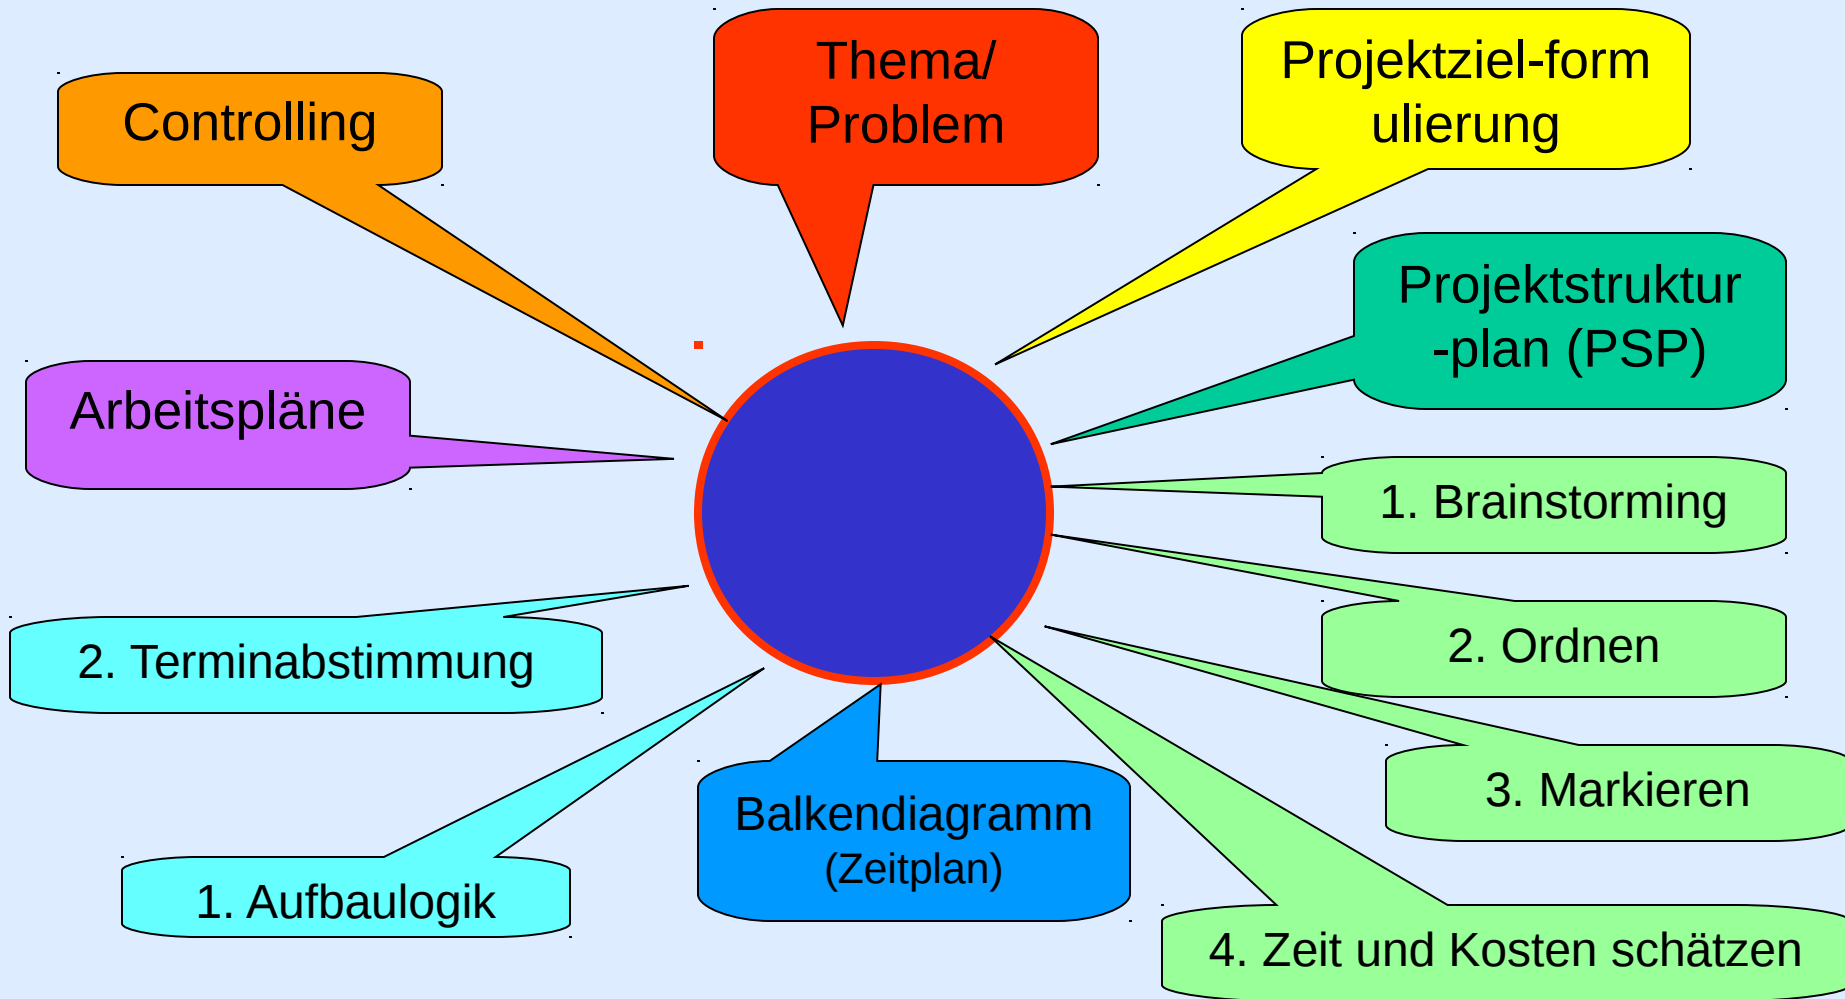 Thema/
Problem
Projektziel-form
ulierung
Projektstruktur
-plan (PSP)
1. Brainstorming
2. Ordnen
3. Markieren
4. Zeit und Kosten schätzen
Balkendiagramm
(Zeitplan)
1. Aufbaulogik
2. Terminabstimmung
Arbeitspläne
Controlling